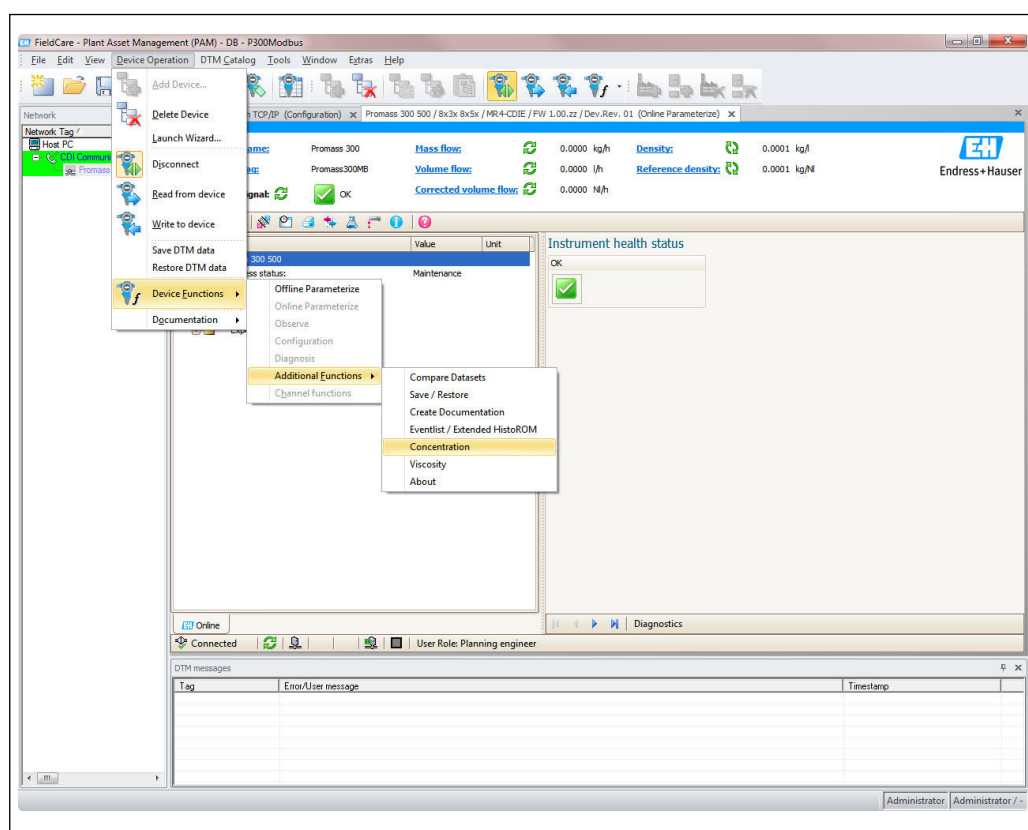 FieldCare - Plant Asset Management (PAM) - DB - P300Modbus
File Edit View Device Operation DTM Catalog Tools Window Extras Help
Network
Network Tag
Host PC
CDI Communi
Promass
Add Device...
Delete Device
Launch Wizard...
Disconnect
Read from device
Write to device
Save DTM data
Restore DTM data
Device Functions
Documentation
TCP/IP (Configuration) Promass 300 500 / 8x3x 8x5x / MR4-CDIE / FW 1.00.zz / Dev.Rev. 01 (Online Parameterize)
ame: Promass 300 Mass flow: 0.0000 kg/h Density: 0.0001 kg/l
ag: Promass300MB Volume flow: 0.0000 l/h Reference density: 0.0001 kg/Nl
ignal: OK Corrected volume flow: 0.0000 Nl/h
EH
Endress+Hauser
Value Unit
300 500
ss status: Maintenance
Exp
Offline Parameterize
Online Parameterize
Observe
Configuration
Diagnosis
Additional Functions
Channel functions
Compare Datasets
Save / Restore
Create Documentation
Eventlist / Extended HistoROM
Concentration
Viscosity
About
Instrument health status
OK
Online
Diagnostics
Connected User Role: Planning engineer
DTM messages
Tag Error/User message Timestamp
Administrator Administrator / -